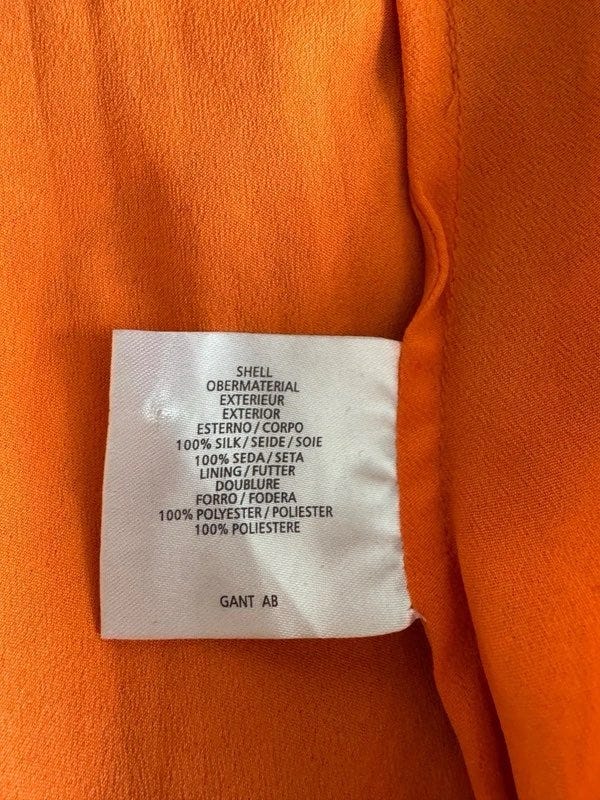 SHELL
OBERMATERIAL
EXTERIEUR
EXTERIOR
ESTERNO / CORPO
100% SILK / SEIDE / SOIE
100% SEDA / SETA
LINING / FUTTER
DOUBLURE
FORRO / FODERA
100% POLYESTER / POLIESTER
100% POLIESTERE
GANT AB